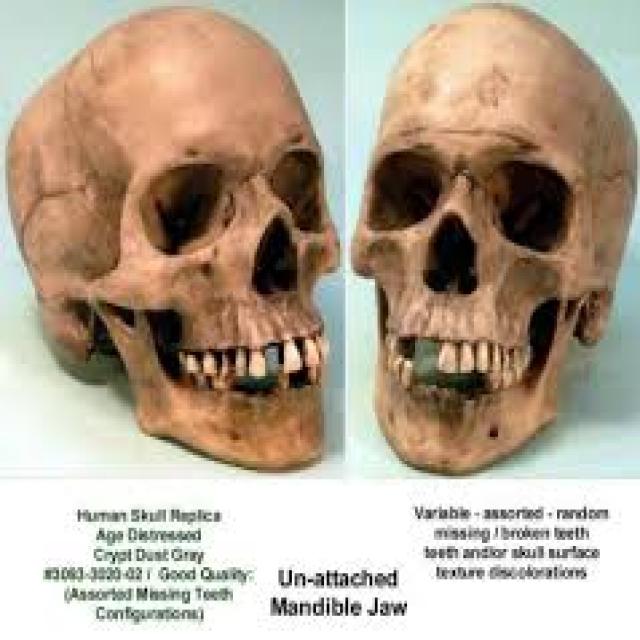 Human Skull Replica
Age Distressed
Crypt Dust Gray
#3063-3020-02 / Good Quality:
(Assorted Missing Teeth
Configurations)
Un-attached
Mandible Jaw
Variable - assorted - random
missing / broken teeth
teeth and/or skull surface
texture discolorations